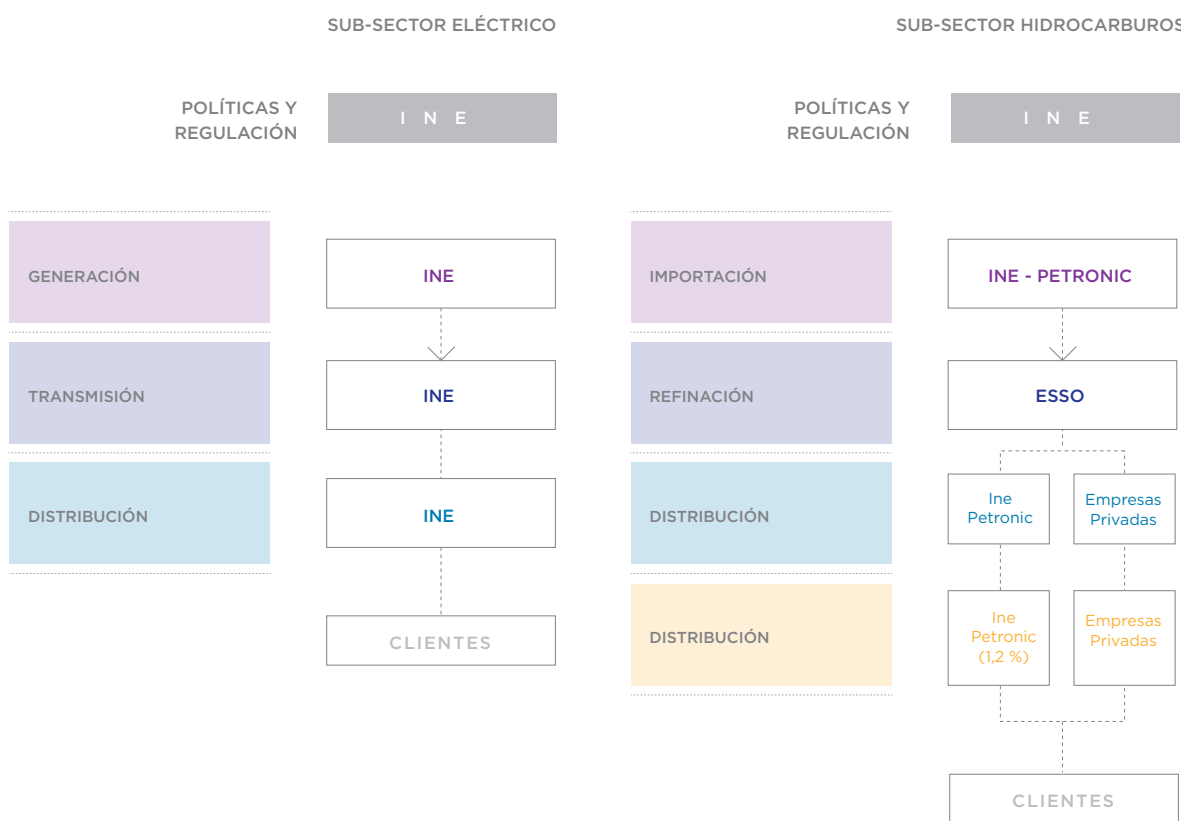 SUB-SECTOR ELÉCTRICO
POLÍTICAS Y
REGULACIÓN
I N E
GENERACIÓN
INE
TRANSMISIÓN
INE
DISTRIBUCIÓN
INE
CLIENTES
SUB-SECTOR HIDROCARBUROS
POLÍTICAS Y
REGULACIÓN
I N E
IMPORTACIÓN
INE - PETRONIC
REFINACIÓN
ESSO
DISTRIBUCIÓN
Ine
Petronic
Empresas
Privadas
DISTRIBUCIÓN
Ine
Petronic
(1,2 %)
Empresas
Privadas
CLIENTES